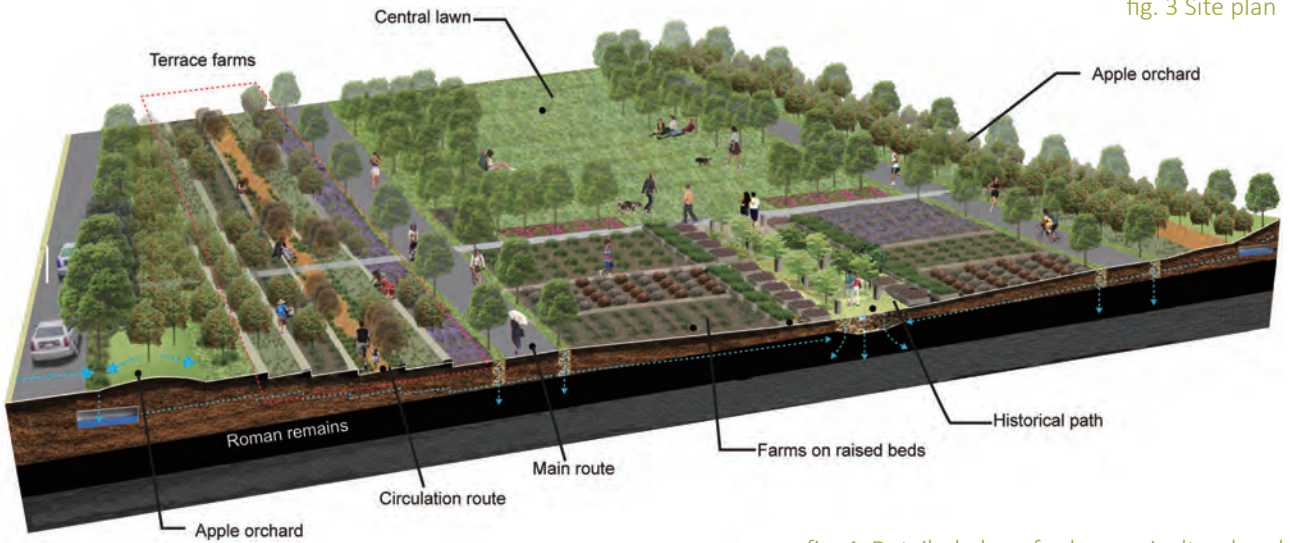 fig. 3 Site plan
Central lawn
Terrace farms
Apple orchard
Roman remains
Historical path
Farms on raised beds
Main route
Circulation route
Apple orchard